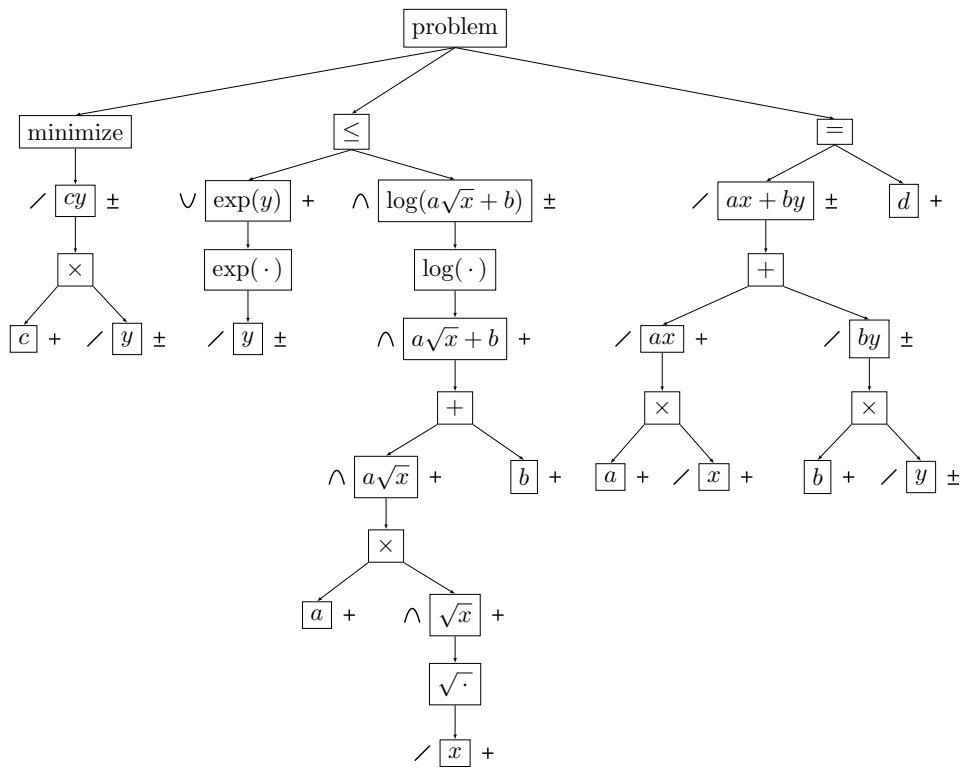 problem
minimize ≤ =
∕ cy ± ∪ exp(y) + ∩ log(a√x + b) ± ∕ ax + by ± d +
× exp( · ) log( · ) +
c + ∕ y ± ∕ y ± ∩ a√x + b + ∕ ax + ∕ by ±
+ × ×
∩ a√x + b + a + ∕ x + b + ∕ y ±
×
a + ∩ √x +
√·
∕ x +